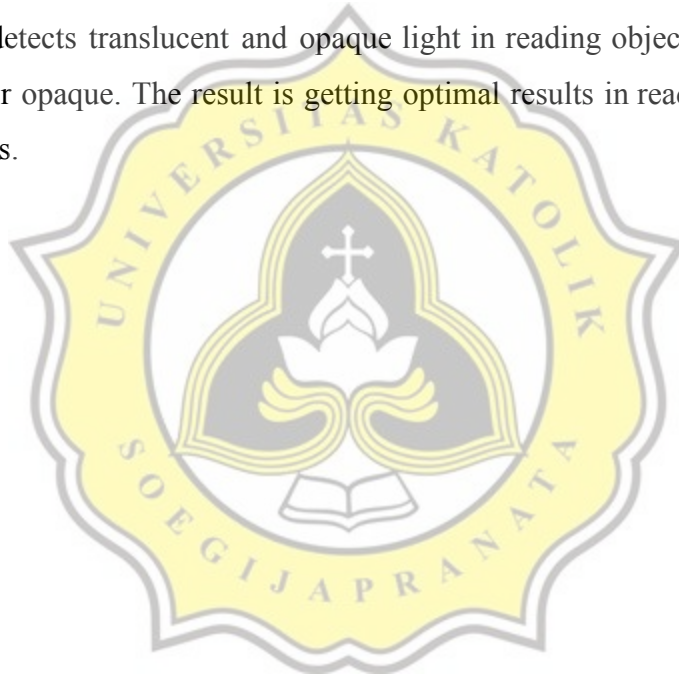 detects translucent and opaque light in reading objec
r opaque. The result is getting optimal results in read
s.
UNIVERSITAS KATOLIK
SOEGIJAPRANATA